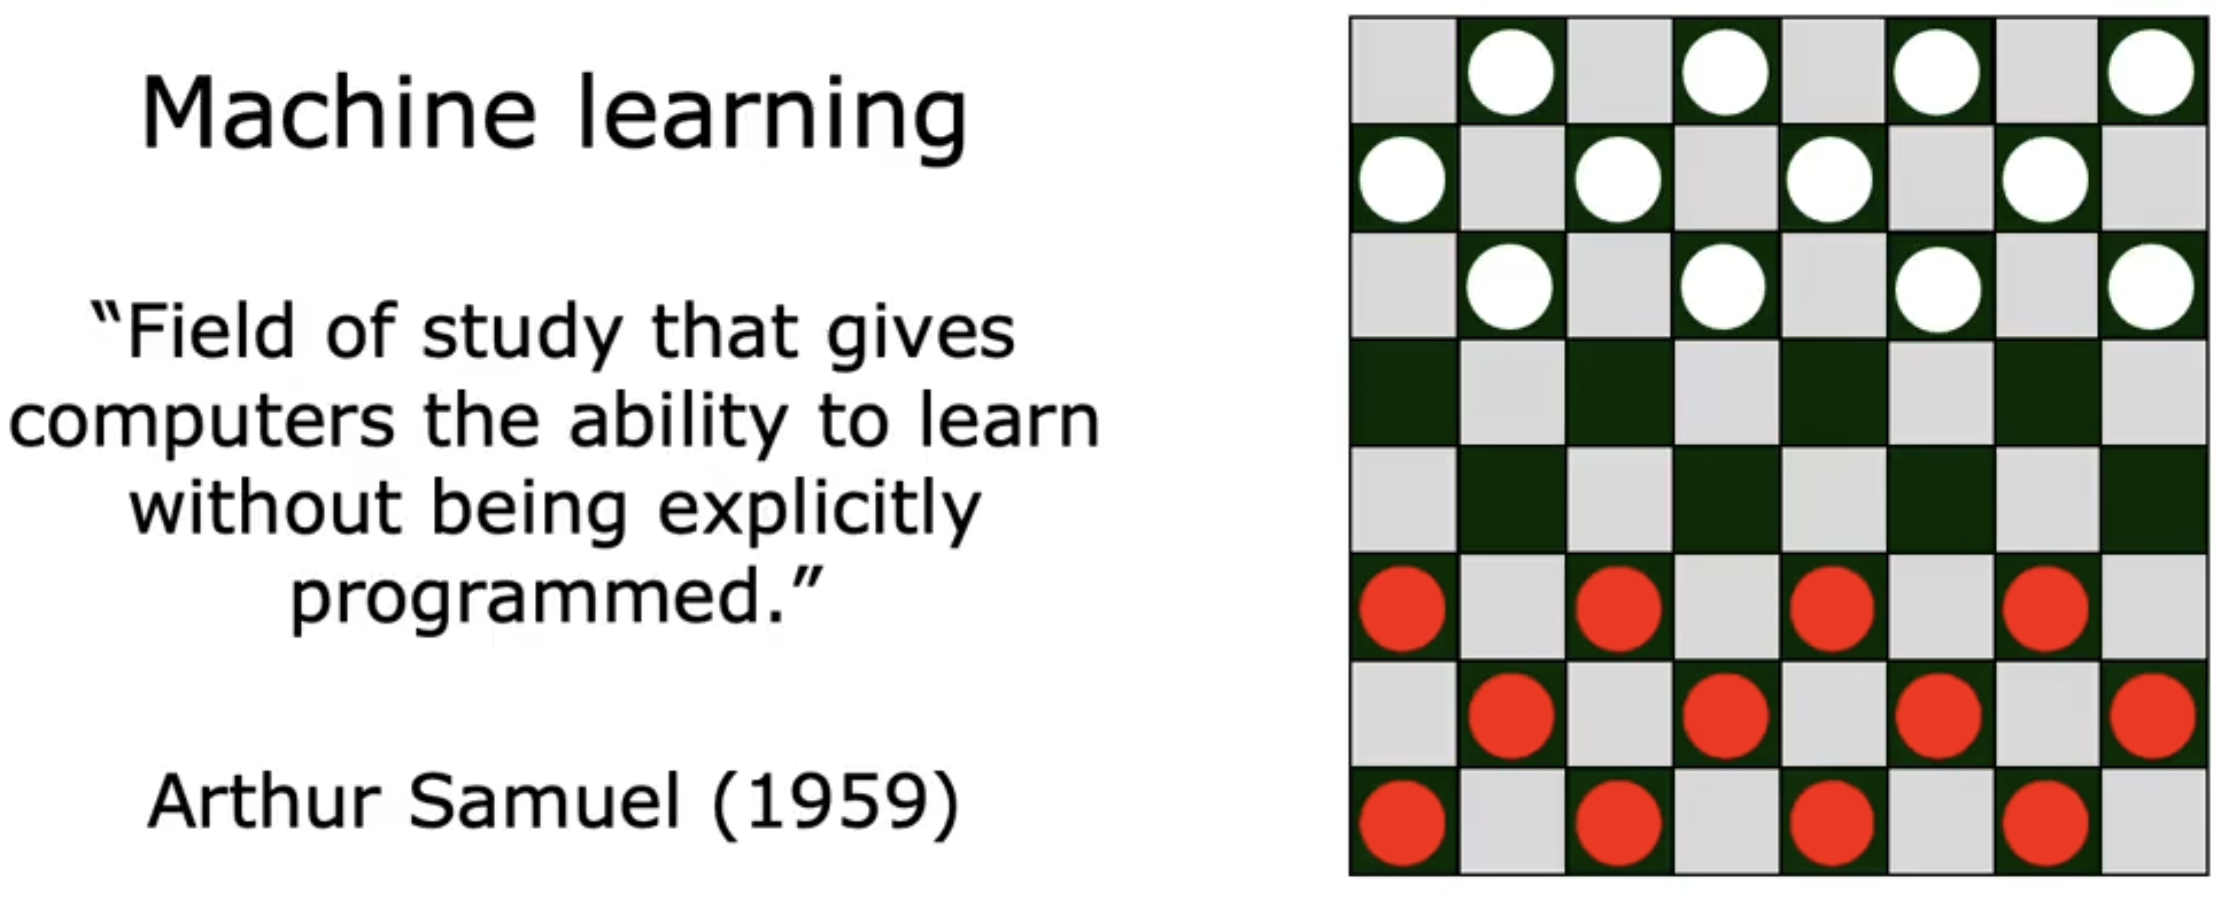 Machine learning
“Field of study that gives
computers the ability to learn
without being explicitly
programmed.”
Arthur Samuel (1959)